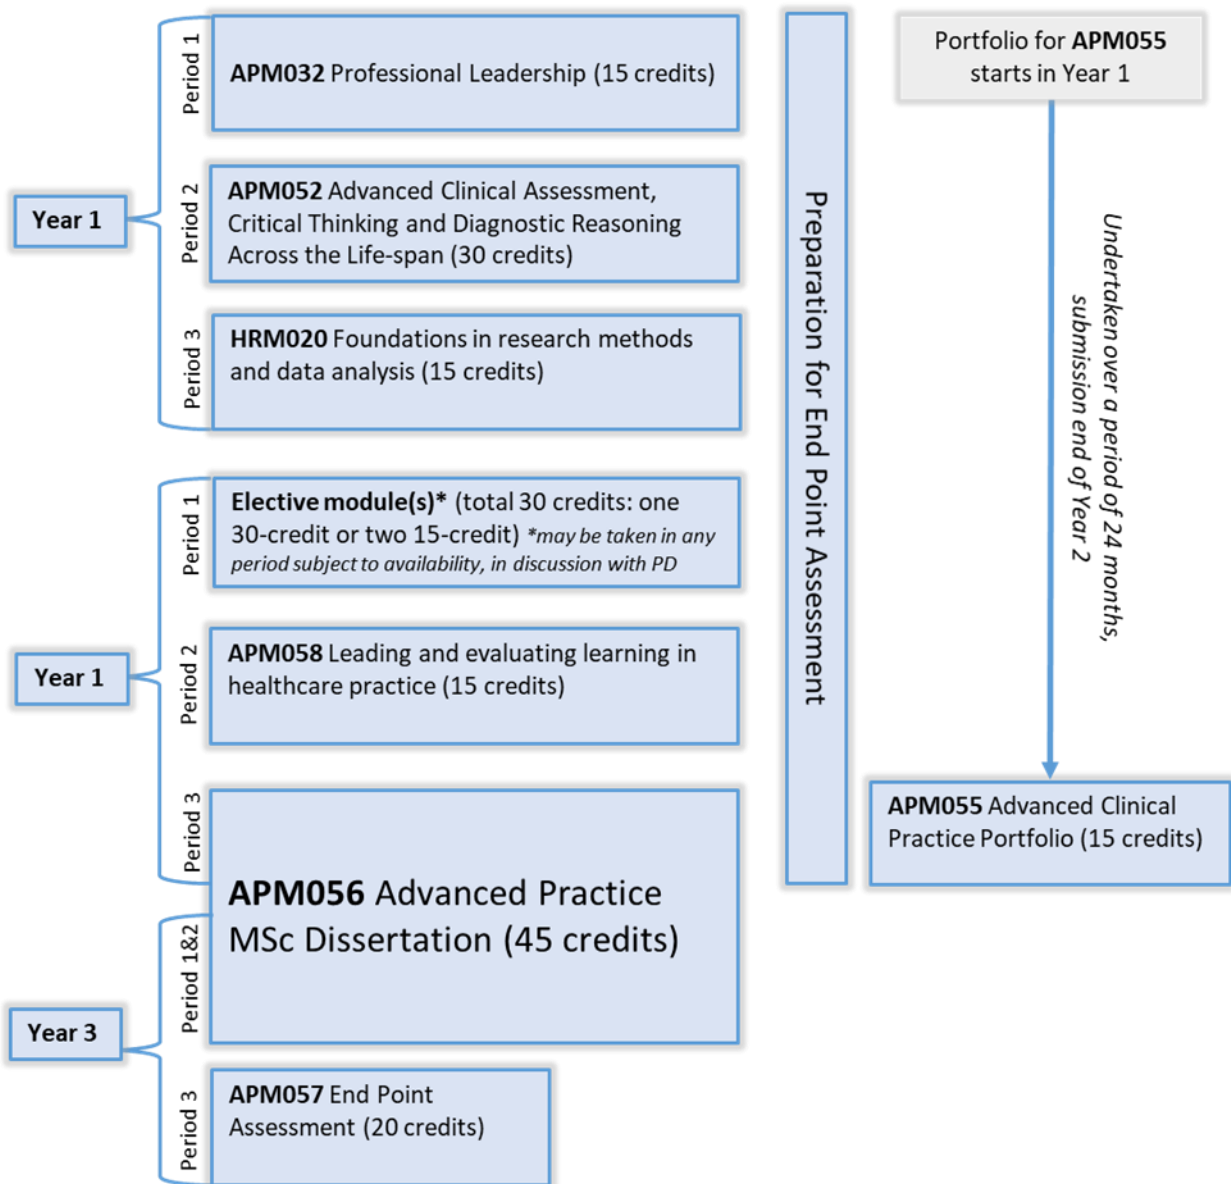 Year 1
Period 1
APM032 Professional Leadership (15 credits)
Period 2
APM052 Advanced Clinical Assessment,
Critical Thinking and Diagnostic Reasoning
Across the Life-span (30 credits)
Period 3
HRM020 Foundations in research methods
and data analysis (15 credits)
Year 1
Period 1
Elective module(s)* (total 30 credits: one
30-credit or two 15-credit) *may be taken in any
period subject to availability, in discussion with PD
Period 2
APM058 Leading and evaluating learning in
healthcare practice (15 credits)
Period 3
APM056 Advanced Practice
MSc Dissertation (45 credits)
Year 3
Period 1&2
Period 3
APM057 End Point
Assessment (20 credits)
Preparation for End Point Assessment
Portfolio for APM055
starts in Year 1
Undertaken over a period of 24 months,
submission end of Year 2
APM055 Advanced Clinical
Practice Portfolio (15 credits)